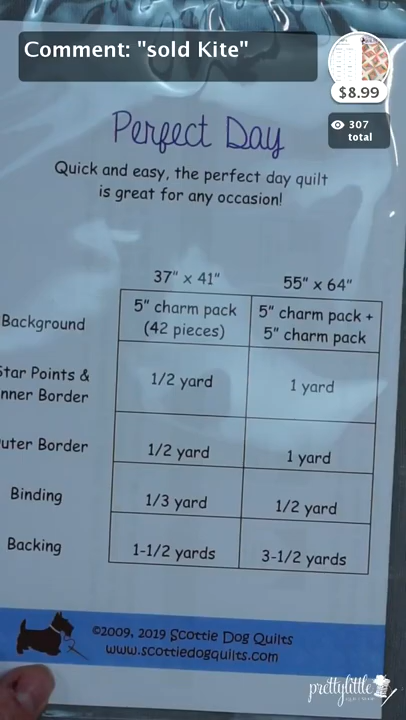 Comment: "sold Kite"
$8.99
307
total
Perfect Day
Quick and easy, the perfect day quilt
is great for any occasion!
37" x 41" 55" x 64"
Background 5" charm pack (42 pieces) 5" charm pack + 5" charm pack
Star Points &
nner Border 1/2 yard 1 yard
uter Border 1/2 yard 1 yard
Binding 1/3 yard 1/2 yard
Backing 1-1/2 yards 3-1/2 yards
©2009, 2019 Scottie Dog Quilts
www.scottiedogquilts.com
prettylittle